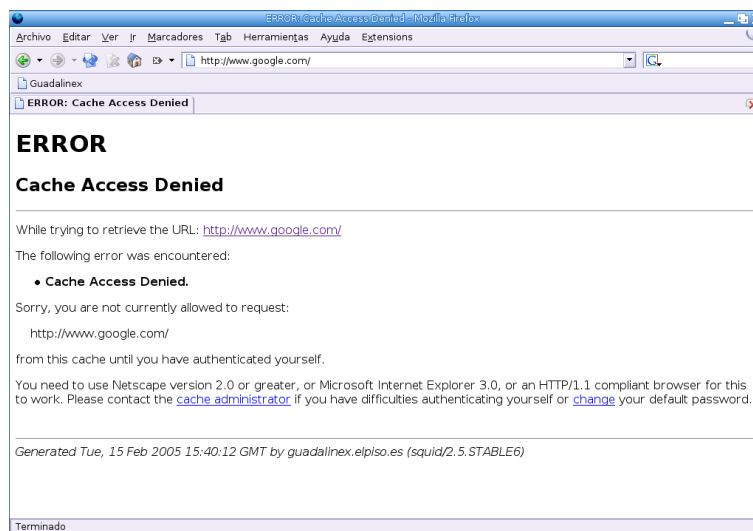 ERROR: Cache Access Denied - Mozilla Firefox
Archivo Editar Ver Ir Marcadores Tab Herramientas Ayuda Extensions
http://www.google.com/
G
Guadalinex
ERROR: Cache Access Denied
ERROR
Cache Access Denied
While trying to retrieve the URL: http://www.google.com/
The following error was encountered:
• Cache Access Denied.
Sorry, you are not currently allowed to request:
http://www.google.com/
from this cache until you have authenticated yourself.
You need to use Netscape version 2.0 or greater, or Microsoft Internet Explorer 3.0, or an HTTP/1.1 compliant browser for this
to work. Please contact the cache administrator if you have difficulties authenticating yourself or change your default password.
Generated Tue, 15 Feb 2005 15:40:12 GMT by guadalinex.elpiso.es (squid/2.5.STABLE6)
Terminado